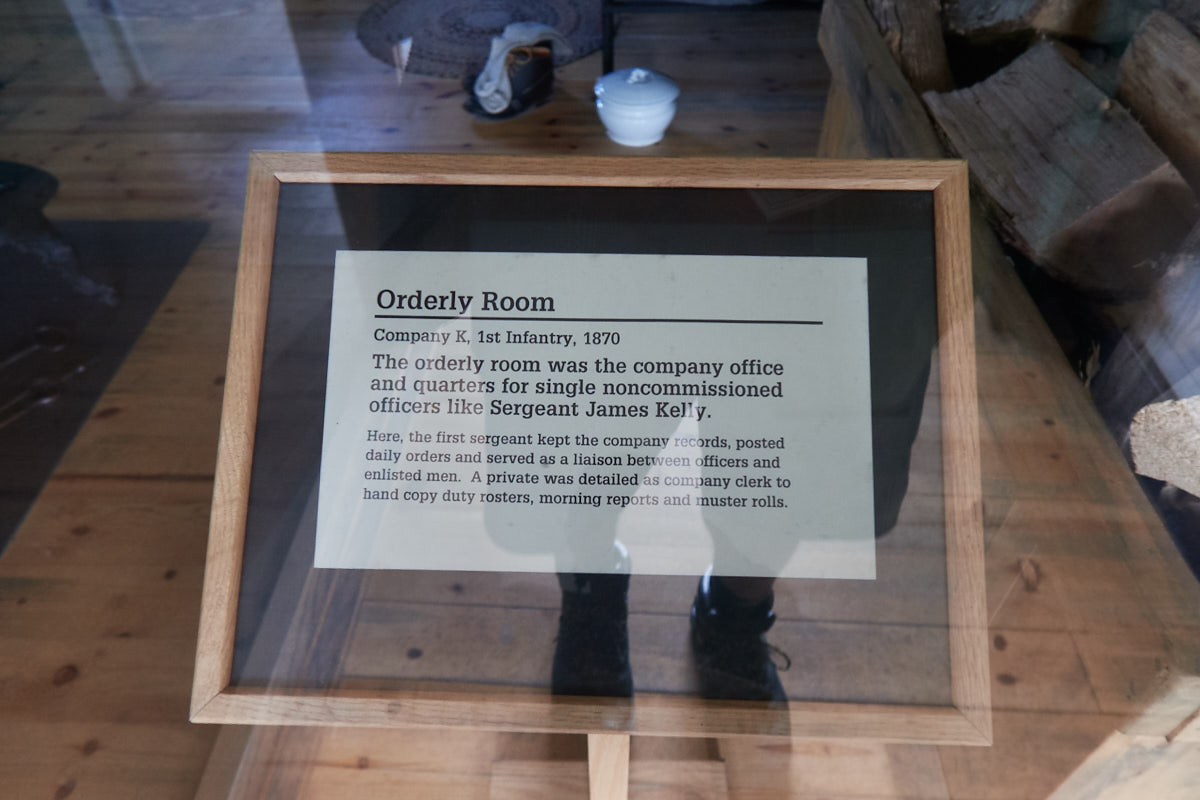 Orderly Room
Company K, 1st Infantry, 1870
The orderly room was the company office
and quarters for single noncommissioned
officers like Sergeant James Kelly.
Here, the first sergeant kept the company records, posted
daily orders and served as a liaison between officers and
enlisted men. A private was detailed as company clerk to
hand copy duty rosters, morning reports and muster rolls.